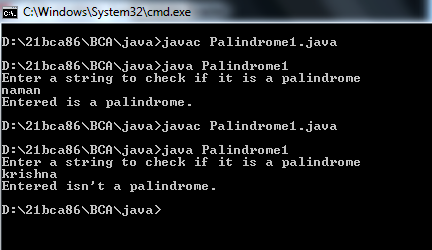 C:\Windows\System32\cmd.exe
D:\21bca86\BCA\java>javac Palindrome1.java
D:\21bca86\BCA\java>java Palindrome1
Enter a string to check if it is a palindrome
naman
Entered is a palindrome.
D:\21bca86\BCA\java>javac Palindrome1.java
D:\21bca86\BCA\java>java Palindrome1
Enter a string to check if it is a palindrome
krishna
Entered isn't a palindrome.
D:\21bca86\BCA\java>